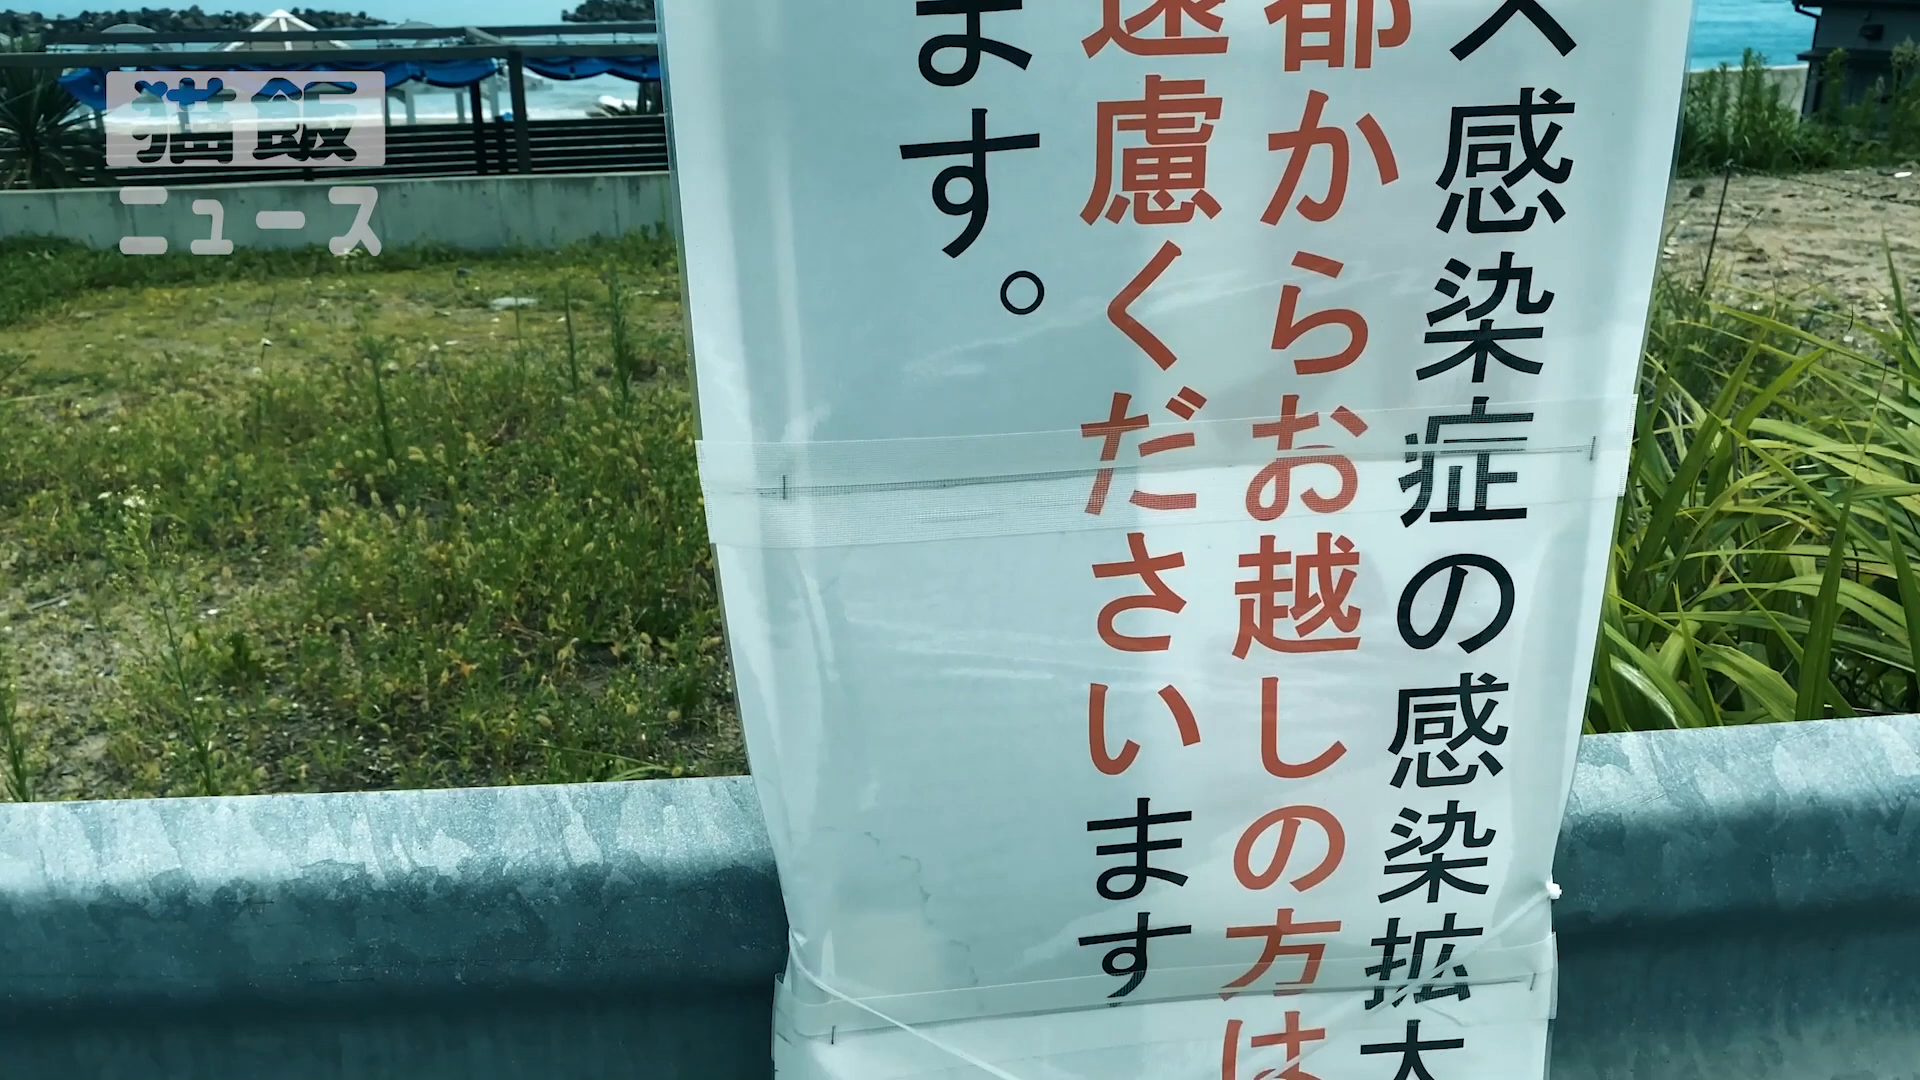 猫飯
ニュース
ス感染症の感染拡大
都からお越しの方は
遠慮くださいます
ます。